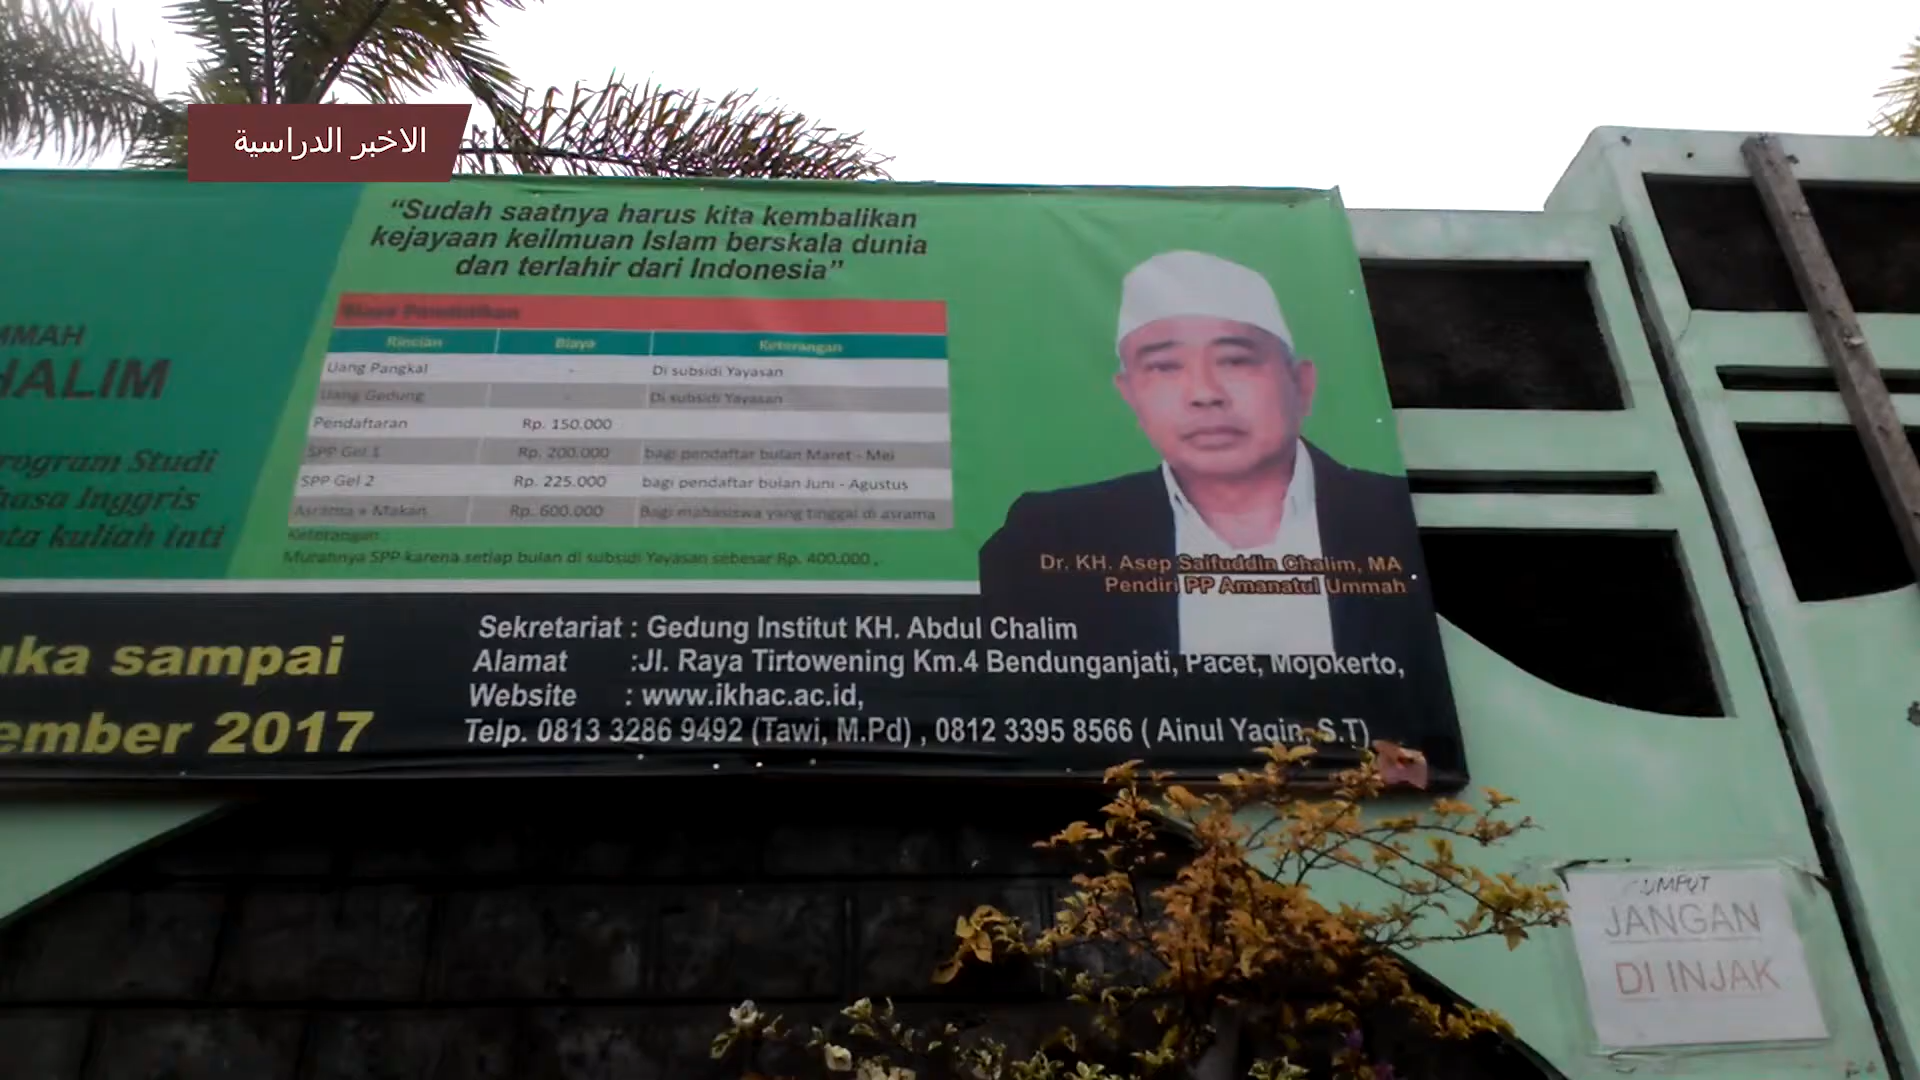 الاخبر الدراسية
“Sudah saatnya harus kita kembalikan
kejayaan keilmuan Islam berskala dunia
dan terlahir dari Indonesia”
Biaya Pendidikan
Rincian Biaya Keterangan
Uang Pangkal - Di subsidi Yayasan
Uang Gedung - Di subsidi Yayasan
Pendaftaran Rp. 150.000
SPP Gel 1 Rp. 200.000 bagi pendaftar bulan Maret - Mei
SPP Gel 2 Rp. 225.000 bagi pendaftar bulan Juni - Agustus
Asrama + Makan Rp. 600.000 Bagi mahasiswa yang tinggal di asrama
Keterangan :
Murahnya SPP karena setiap bulan di subsidi Yayasan sebesar Rp. 400.000,
MMAH
HALIM
rogram Studi
hasa Inggris
ata kuliah inti
Dr. KH. Asep Saifuddin Chalim, MA
Pendiri PP Amanatul Ummah
uka sampai
ember 2017
Sekretariat : Gedung Institut KH. Abdul Chalim
Alamat :Jl. Raya Tirtowening Km.4 Bendunganjati, Pacet, Mojokerto,
Website : www.ikhac.ac.id,
Telp. 0813 3286 9492 (Tawi, M.Pd) , 0812 3395 8566 ( Ainul Yaqin, S.T)
JANGAN
DI INJAK